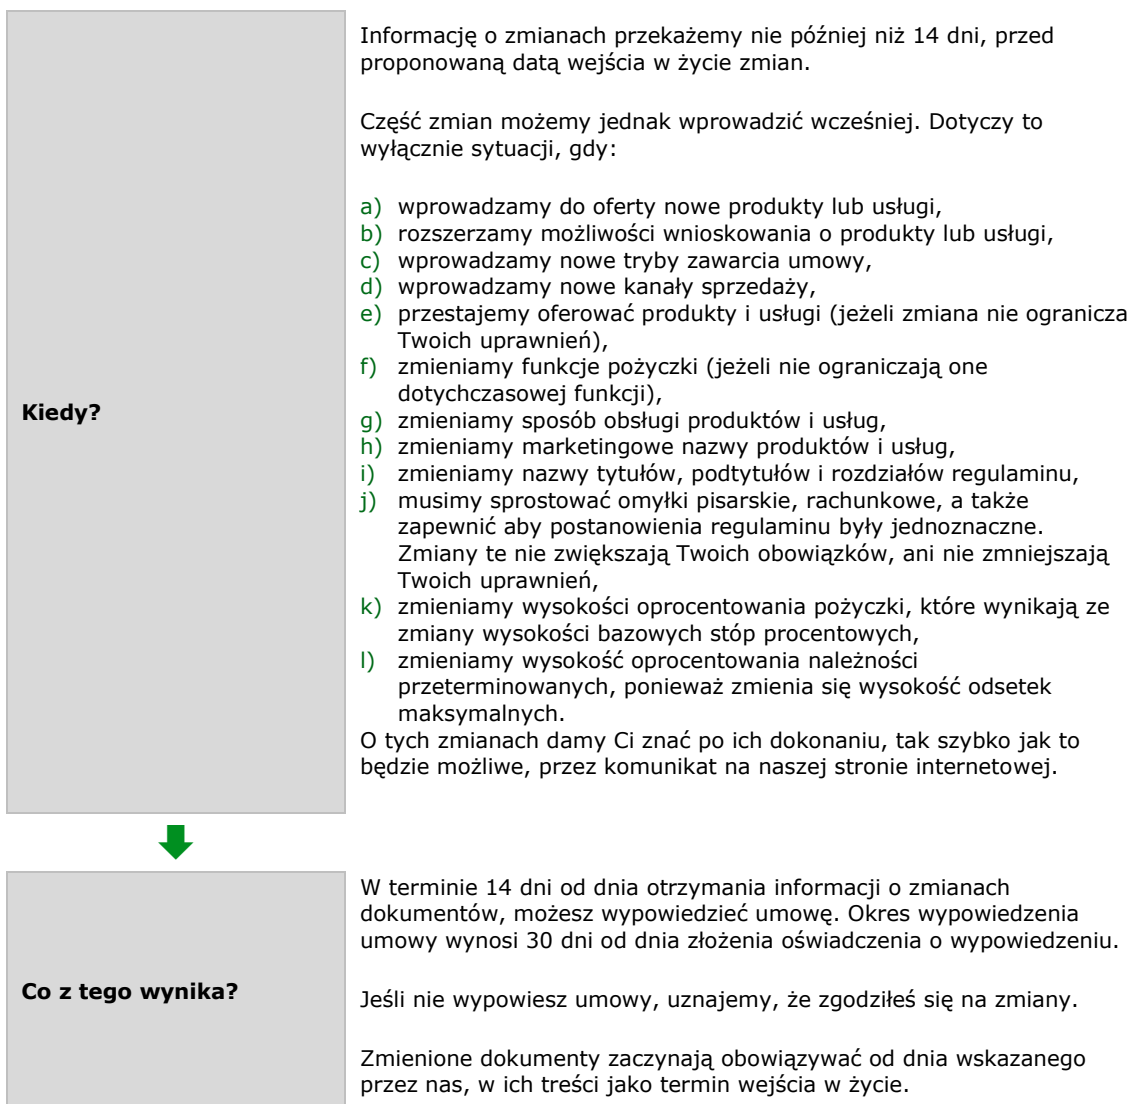 Kiedy?
Informację o zmianach przekażemy nie później niż 14 dni, przed
proponowaną datą wejścia w życie zmian.
Część zmian możemy jednak wprowadzić wcześniej. Dotyczy to
wyłącznie sytuacji, gdy:
a) wprowadzamy do oferty nowe produkty lub usługi,
b) rozszerzamy możliwości wnioskowania o produkty lub usługi,
c) wprowadzamy nowe tryby zawarcia umowy,
d) wprowadzamy nowe kanały sprzedaży,
e) przestajemy oferować produkty i usługi (jeżeli zmiana nie ogranicza
Twoich uprawnień),
f) zmieniamy funkcje pożyczki (jeżeli nie ograniczają one
dotychczasowej funkcji),
g) zmieniamy sposób obsługi produktów i usług,
h) zmieniamy marketingowe nazwy produktów i usług,
i) zmieniamy nazwy tytułów, podtytułów i rozdziałów regulaminu,
j) musimy sprostować omyłki pisarskie, rachunkowe, a także
zapewnić aby postanowienia regulaminu były jednoznaczne.
Zmiany te nie zwiększają Twoich obowiązków, ani nie zmniejszają
Twoich uprawnień,
k) zmieniamy wysokości oprocentowania pożyczki, które wynikają ze
zmiany wysokości bazowych stóp procentowych,
l) zmieniamy wysokość oprocentowania należności
przeterminowanych, ponieważ zmienia się wysokość odsetek
maksymalnych.
O tych zmianach damy Ci znać po ich dokonaniu, tak szybko jak to
będzie możliwe, przez komunikat na naszej stronie internetowej.
Co z tego wynika?
W terminie 14 dni od dnia otrzymania informacji o zmianach
dokumentów, możesz wypowiedzieć umowę. Okres wypowiedzenia
umowy wynosi 30 dni od dnia złożenia oświadczenia o wypowiedzeniu.
Jeśli nie wypowiesz umowy, uznajemy, że zgodziłeś się na zmiany.
Zmienione dokumenty zaczynają obowiązywać od dnia wskazanego
przez nas, w ich treści jako termin wejścia w życie.